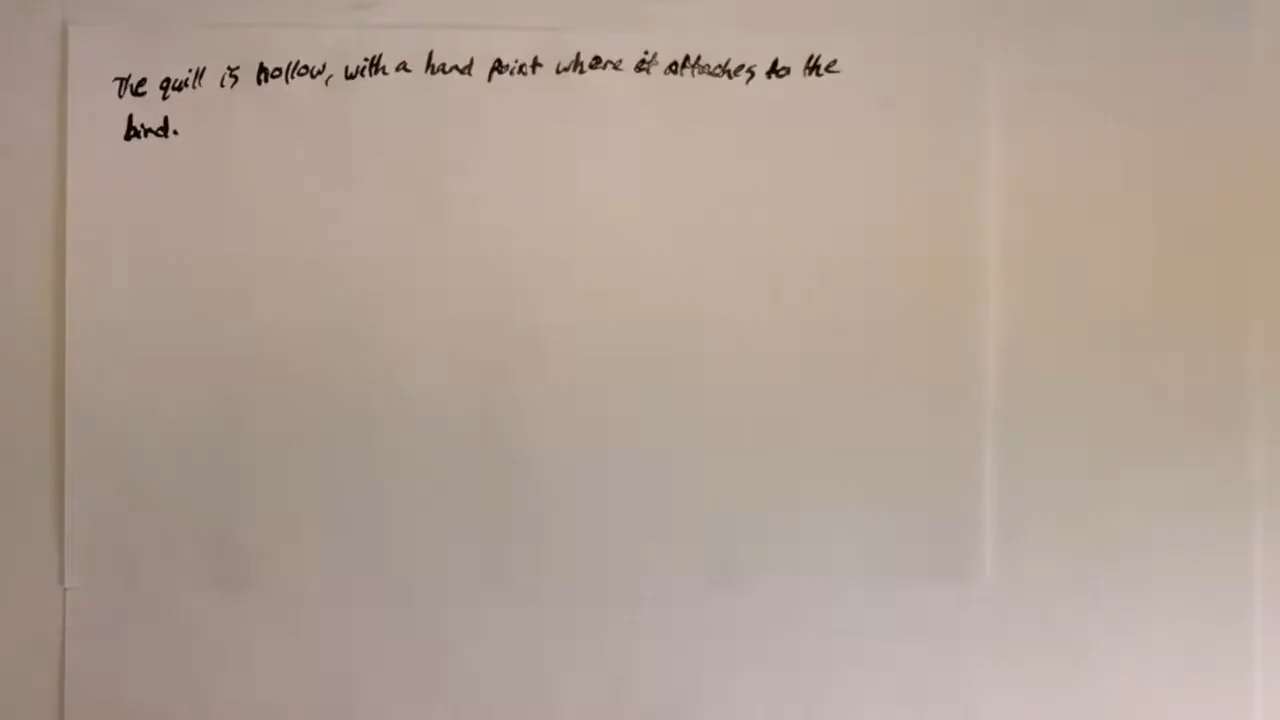 The quill is hollow, with a hard point where it attaches to the
bird.